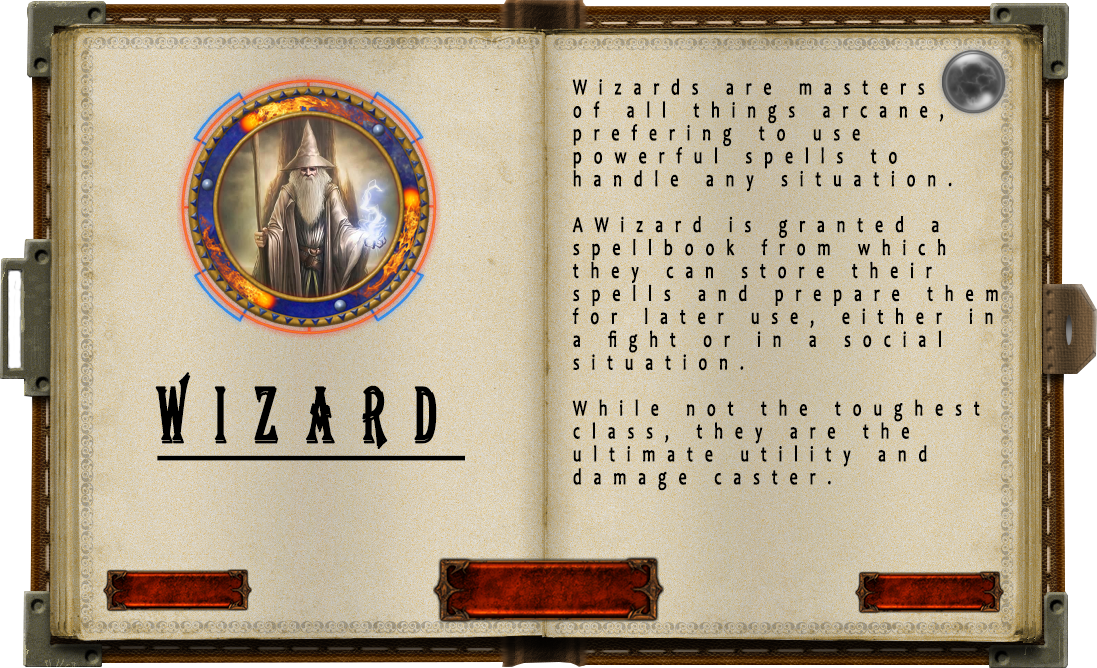 WIZARD
Wizards are masters
of all things arcane,
prefering to use
powerful spells to
handle any situation.
AWizard is granted a
spellbook from which
they can store their
spells and prepare them
for later use, either in
a fight or in a social
situation.
While not the toughest
class, they are the
ultimate utility and
damage caster.